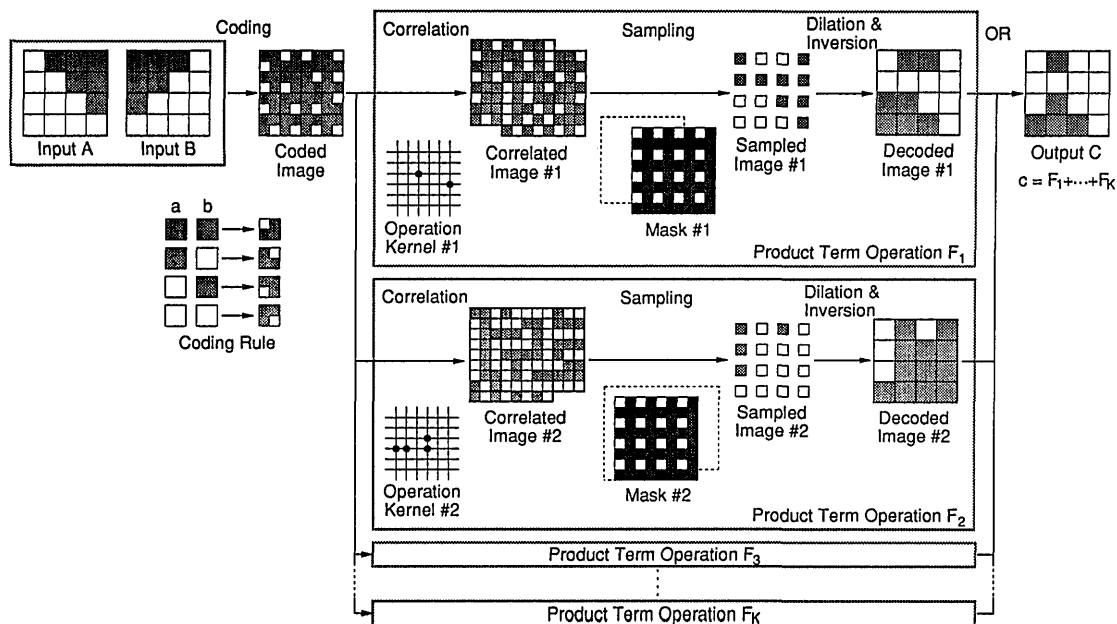 Coding
Input A
Input B
Coded
Image
a b
Coding Rule
Correlation
Sampling
Dilation &
Inversion
OR
Operation
Kernel #1
Correlated
Image #1
Mask #1
Sampled
Image #1
Decoded
Image #1
Product Term Operation F1
Output C
c = F1+···+FK
Correlation
Sampling
Dilation &
Inversion
Operation
Kernel #2
Correlated
Image #2
Mask #2
Sampled
Image #2
Decoded
Image #2
Product Term Operation F2
Product Term Operation F3
Product Term Operation FK